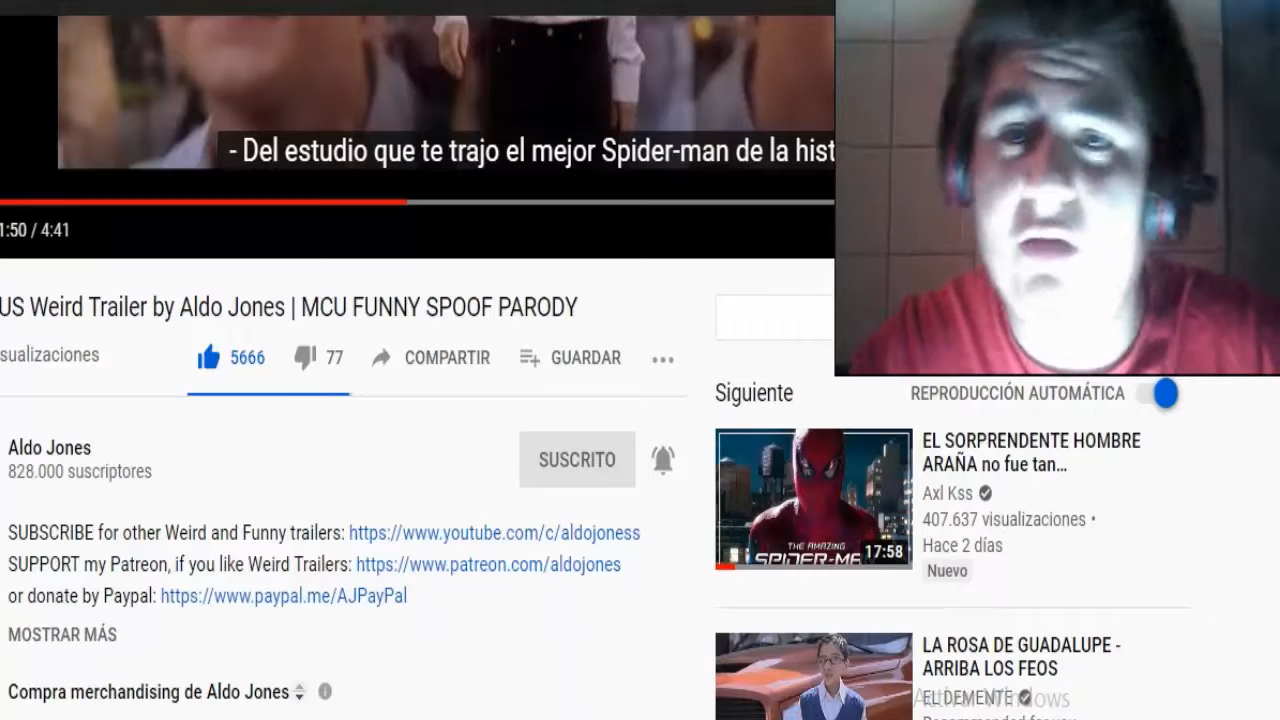 - Del estudio que te trajo el mejor Spider-man de la hist
1:50 / 4:41
US Weird Trailer by Aldo Jones | MCU FUNNY SPOOF PARODY
sualizaciones
5666
77
COMPARTIR
GUARDAR
Aldo Jones
828.000 suscriptores
SUSCRITO
SUBSCRIBE for other Weird and Funny trailers: https://www.youtube.com/c/aldojoness
SUPPORT my Patreon, if you like Weird Trailers: https://www.patreon.com/aldojones
or donate by Paypal: https://www.paypal.me/AJPayPal
MOSTRAR MÁS
Compra merchandising de Aldo Jones
Siguiente
REPRODUCCIÓN AUTOMÁTICA
THE AMAZING
17:58
EL SORPRENDENTE HOMBRE
ARAÑA no fue tan...
Axl Kss
407.637 visualizaciones •
Hace 2 días
Nuevo
LA ROSA DE GUADALUPE -
ARRIBA LOS FEOS
EL DEMENTE
Activar Windows